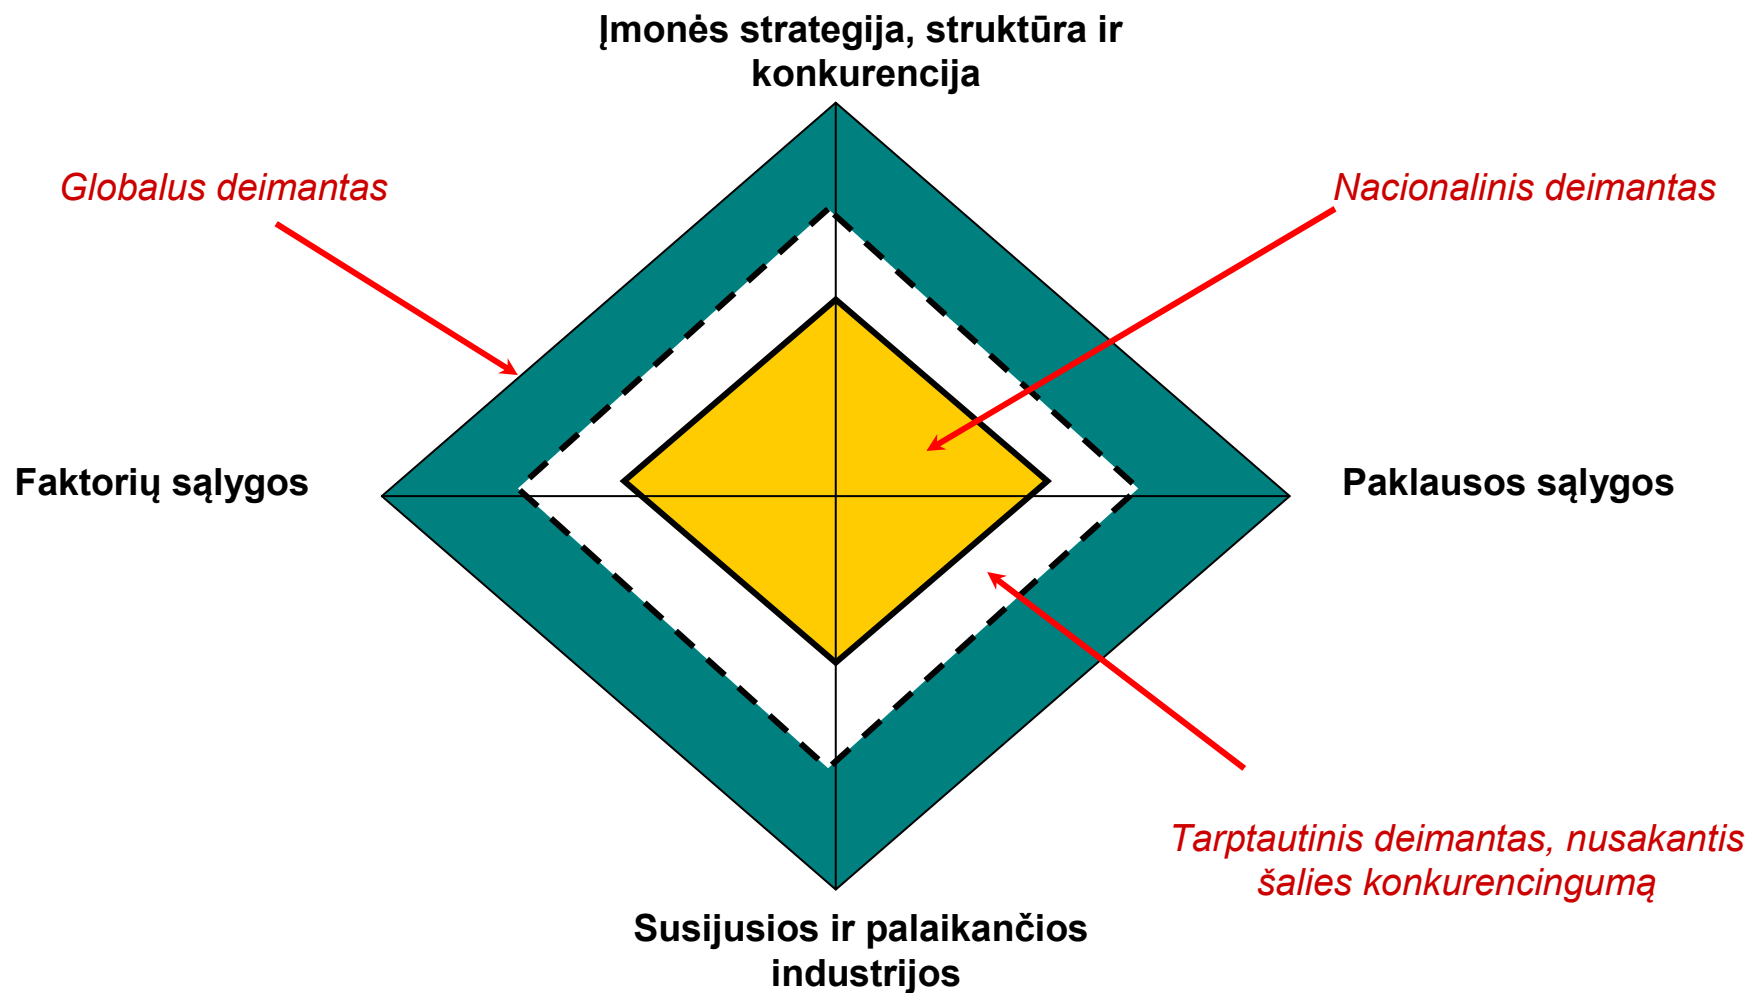 Įmonės strategija, struktūra ir
konkurencija
Globalus deimantas
Nacionalinis deimantas
Faktorių sąlygos
Paklausos sąlygos
Tarptautinis deimantas, nusakantis
šalies konkurencingumą
Susijusios ir palaikančios
industrijos